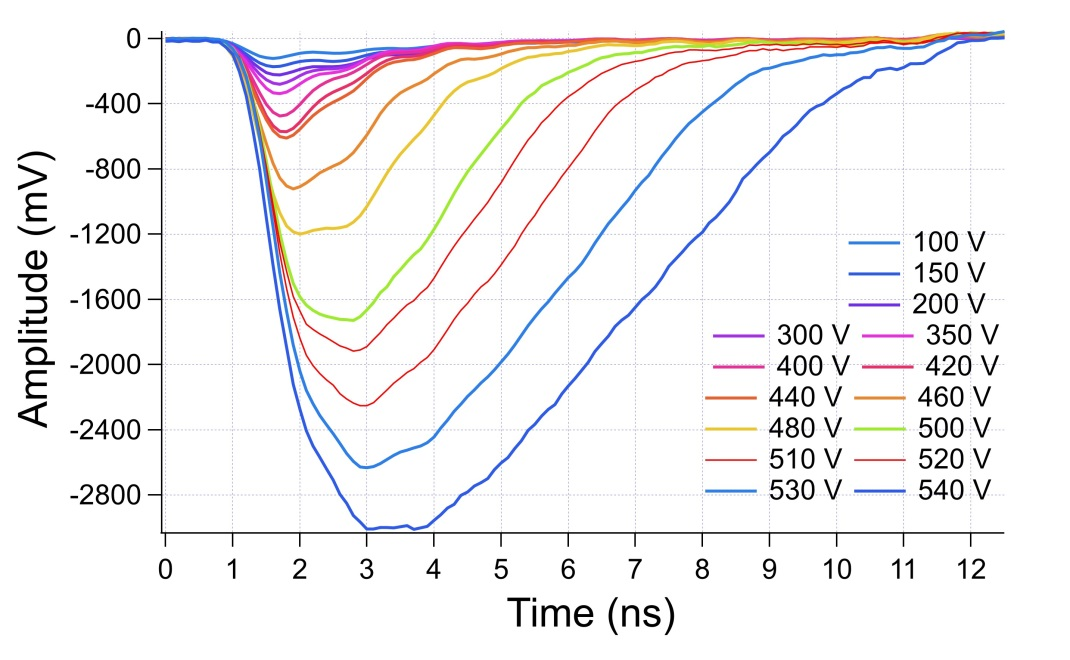 0
-400
-800
-1200
-1600
-2000
-2400
-2800
Amplitude (mV)
100 V
150 V
200 V
300 V 350 V
400 V 420 V
440 V 460 V
480 V 500 V
510 V 520 V
530 V 540 V
0 1 2 3 4 5 6 7 8 9 10 11 12
Time (ns)